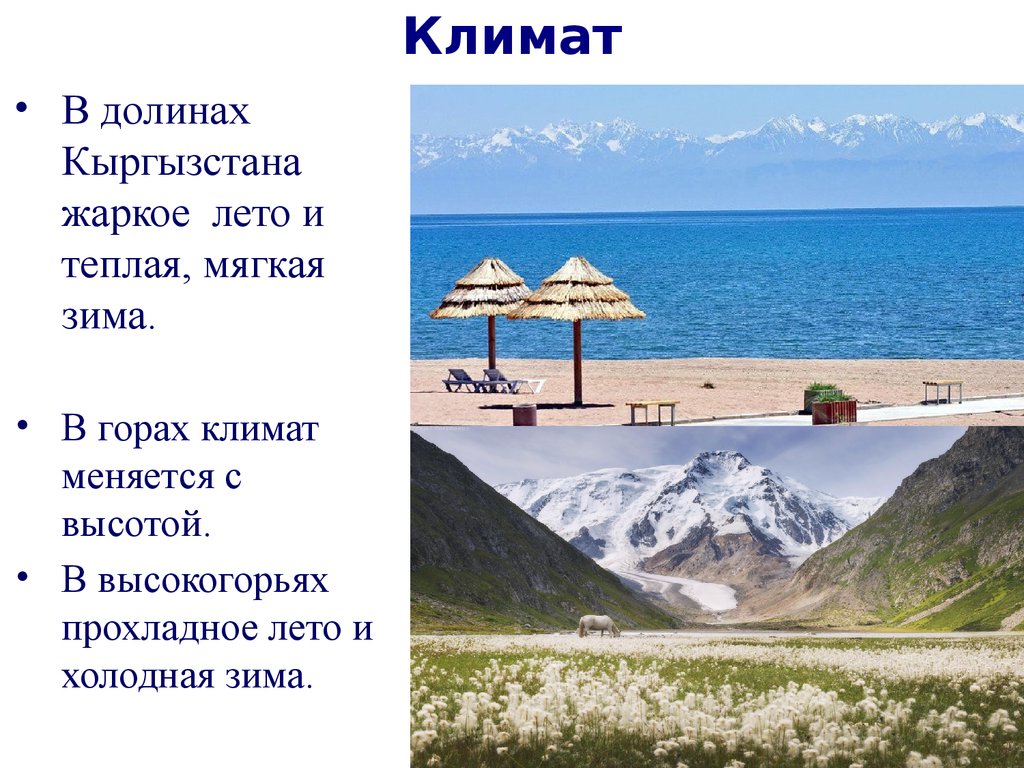 Климат
• В долинах
Кыргызстана
жаркое  лето и
теплая, мягкая
зима.
• В горах климат
меняется с
высотой.
• В высокогорьях
прохладное лето и
холодная зима.